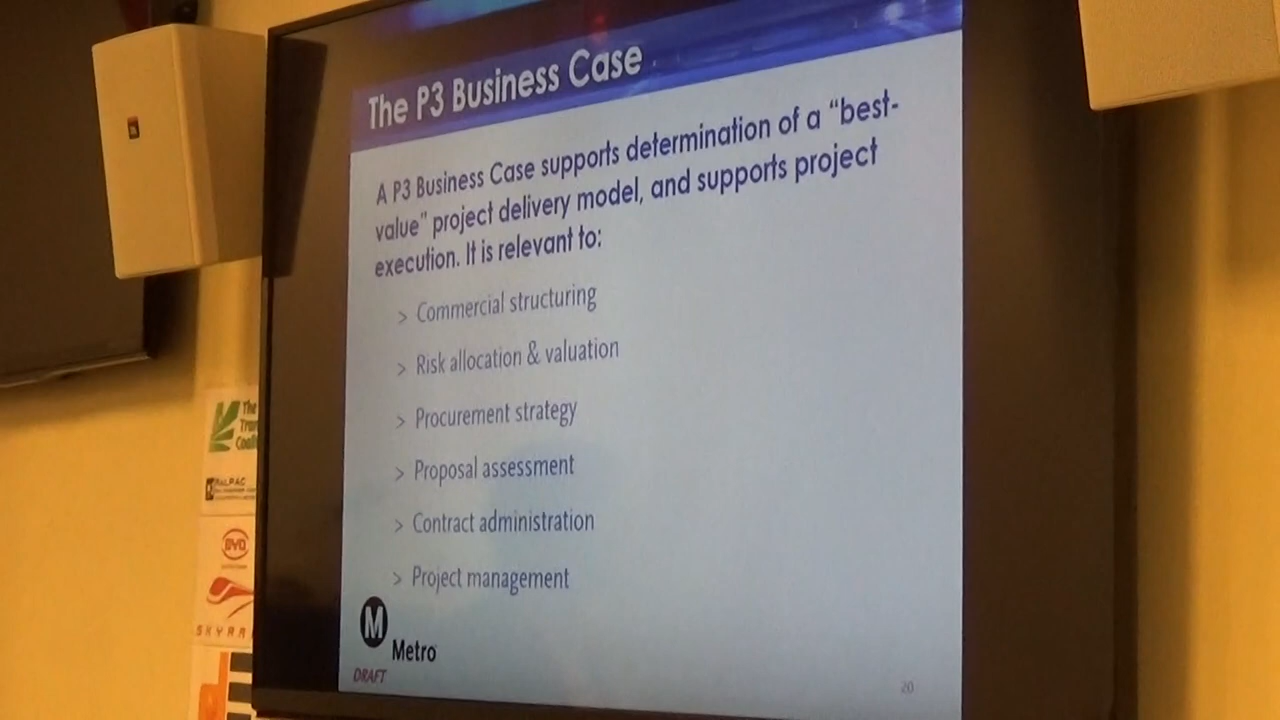 The P3 Business Case
A P3 Business Case supports determination of a “best-
value” project delivery model, and supports project
execution. It is relevant to:
> Commercial structuring
> Risk allocation & valuation
> Procurement strategy
> Proposal assessment
> Contract administration
> Project management
M
Metro
DRAFT
20
The
BYD